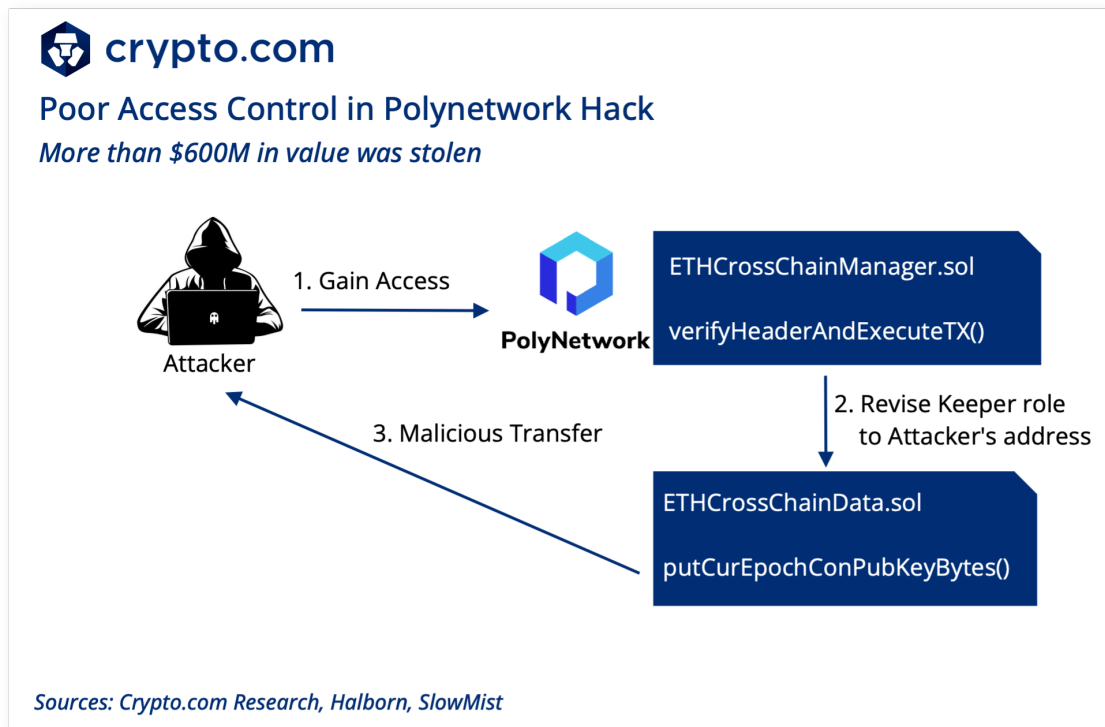 crypto.com
Poor Access Control in Polynetwork Hack
More than $600M in value was stolen
1. Gain Access
Attacker
PolyNetwork
ETHCrossChainManager.sol
verifyHeaderAndExecuteTX()
2. Revise Keeper role
to Attacker's address
3. Malicious Transfer
ETHCrossChainData.sol
putCurEpochConPubKeyBytes()
Sources: Crypto.com Research, Halborn, SlowMist